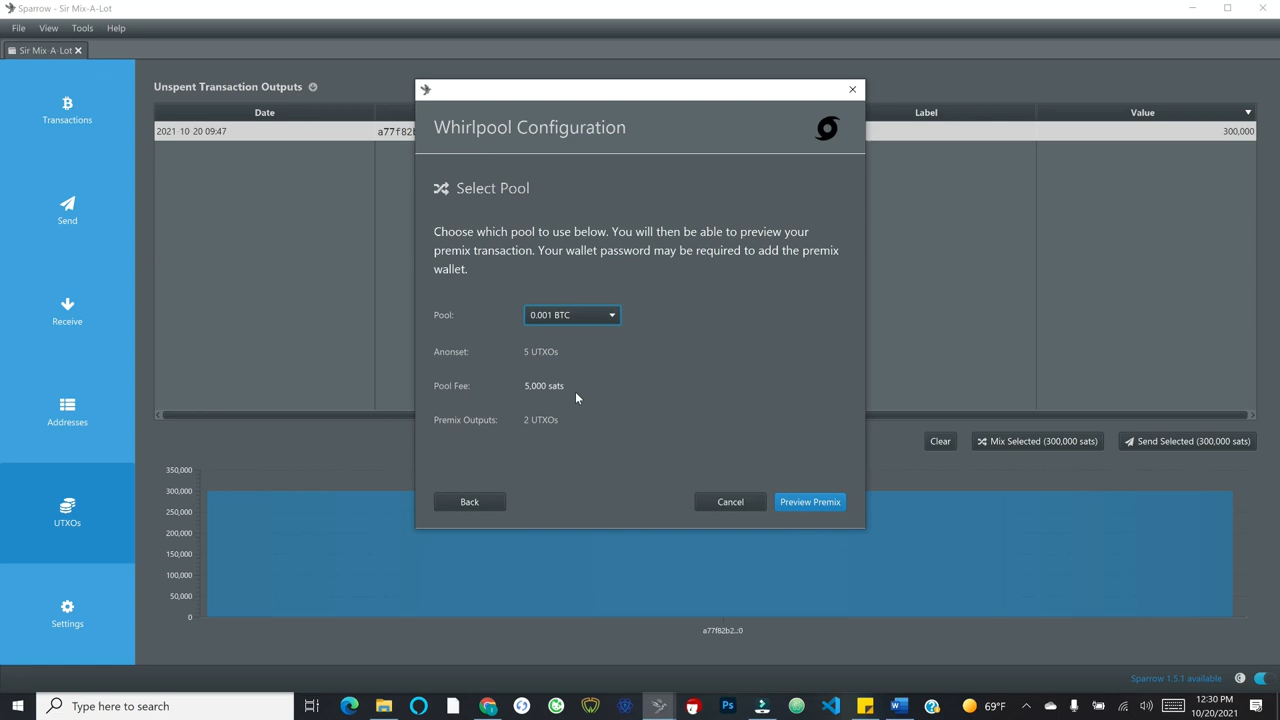 Sparrow - Sir Mix-A-Lot
File View Tools Help
Sir Mix-A-Lot
Transactions
Send
Receive
Addresses
UTXOs
Settings
Unspent Transaction Outputs
Date Label Value
2021-10-20 09:47 a77f82b 300,000
Whirlpool Configuration
Select Pool
Choose which pool to use below. You will then be able to preview your
premix transaction. Your wallet password may be required to add the premix
wallet.
Pool: 0.001 BTC
Anonset: 5 UTXOs
Pool Fee: 5,000 sats
Premix Outputs: 2 UTXOs
Back Cancel Preview Premix
Clear Mix Selected (300,000 sats) Send Selected (300,000 sats)
350,000
300,000
250,000
200,000
150,000
100,000
50,000
0
a77f82b2..:0
Sparrow 1.5.1 available
Type here to search
69°F
12:30 PM
10/20/2021